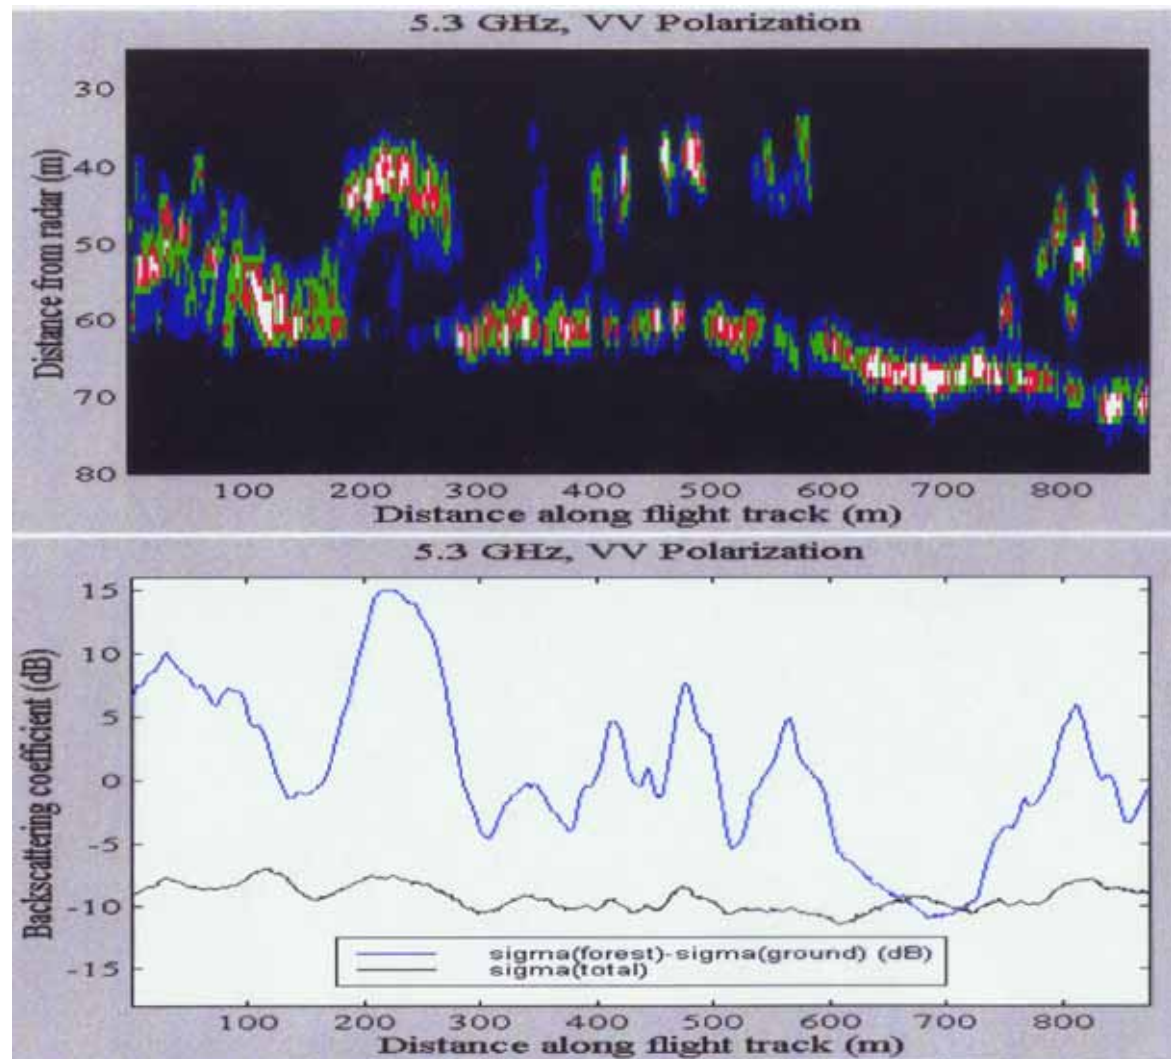 5.3 GHz, VV Polarization
Distance from radar (m)
30
40
50
60
70
80
100 200 300 400 500 600 700 800
Distance along flight track (m)
5.3 GHz, VV Polarization
Backscattering coefficient (dB)
15
10
5
0
-5
-10
-15
sigma(forest)-sigma(ground) (dB)
sigma(total)
100 200 300 400 500 600 700 800
Distance along flight track (m)